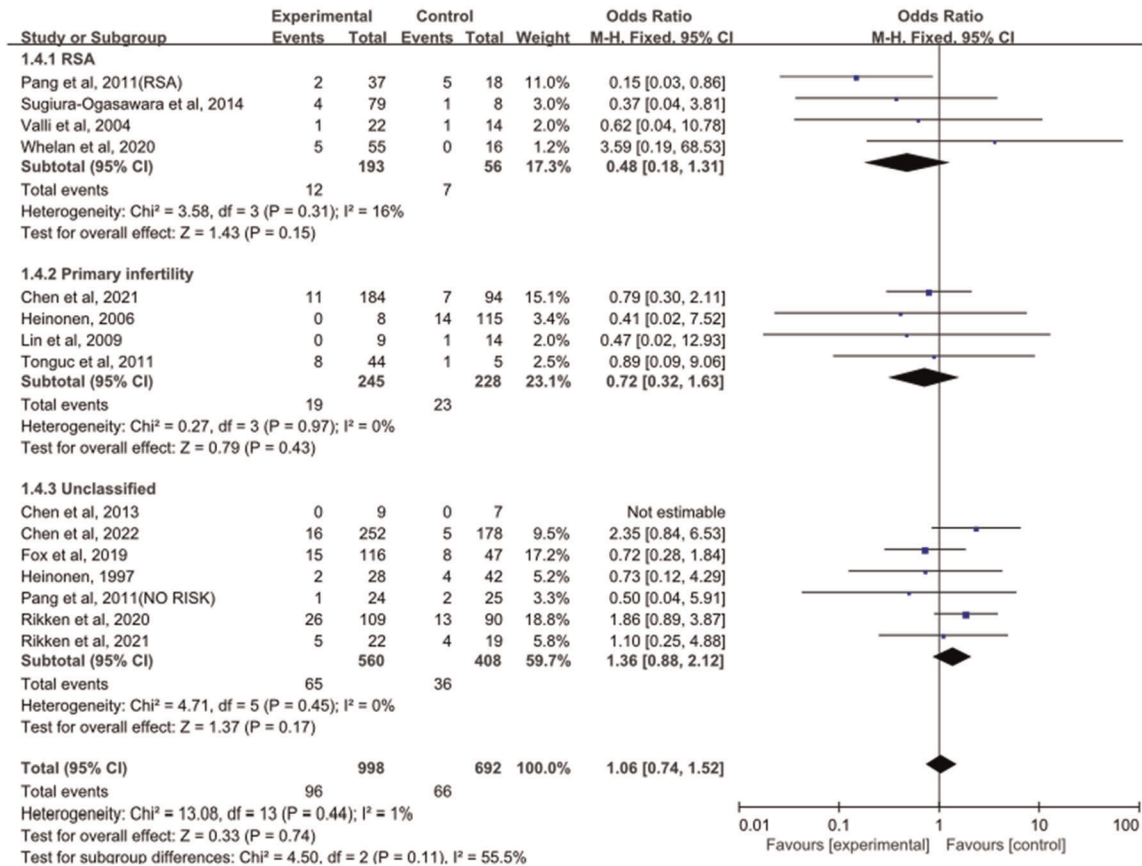 Experimental Control Odds Ratio Odds Ratio
Study or Subgroup Events Total Events Total Weight M-H, Fixed, 95% CI M-H, Fixed, 95% CI
1.4.1 RSA
Pang et al, 2011(RSA) 2 37 5 18 11.0% 0.15 [0.03, 0.86]
Sugiura-Ogasawara et al, 2014 4 79 1 8 3.0% 0.37 [0.04, 3.81]
Valli et al, 2004 1 22 1 14 2.0% 0.62 [0.04, 10.78]
Whelan et al, 2020 5 55 0 16 1.2% 3.59 [0.19, 68.53]
Subtotal (95% CI) 193 56 17.3% 0.48 [0.18, 1.31]
Total events 12 7
Heterogeneity: Chi² = 3.58, df = 3 (P = 0.31); I² = 16%
Test for overall effect: Z = 1.43 (P = 0.15)
1.4.2 Primary infertility
Chen et al, 2021 11 184 7 94 15.1% 0.79 [0.30, 2.11]
Heinonen, 2006 0 8 14 115 3.4% 0.41 [0.02, 7.52]
Lin et al, 2009 0 9 1 14 2.0% 0.47 [0.02, 12.93]
Tonguc et al, 2011 8 44 1 5 2.5% 0.89 [0.09, 9.06]
Subtotal (95% CI) 245 228 23.1% 0.72 [0.32, 1.63]
Total events 19 23
Heterogeneity: Chi² = 0.27, df = 3 (P = 0.97); I² = 0%
Test for overall effect: Z = 0.79 (P = 0.43)
1.4.3 Unclassified
Chen et al, 2013 0 9 0 7 Not estimable
Chen et al, 2022 16 252 5 178 9.5% 2.35 [0.84, 6.53]
Fox et al, 2019 15 116 8 47 17.2% 0.72 [0.28, 1.84]
Heinonen, 1997 2 28 4 42 5.2% 0.73 [0.12, 4.29]
Pang et al, 2011(NO RISK) 1 24 2 25 3.3% 0.50 [0.04, 5.91]
Rikken et al, 2020 26 109 13 90 18.8% 1.86 [0.89, 3.87]
Rikken et al, 2021 5 22 4 19 5.8% 1.10 [0.25, 4.88]
Subtotal (95% CI) 560 408 59.7% 1.36 [0.88, 2.12]
Total events 65 36
Heterogeneity: Chi² = 4.71, df = 5 (P = 0.45); I² = 0%
Test for overall effect: Z = 1.37 (P = 0.17)
Total (95% CI) 998 692 100.0% 1.06 [0.74, 1.52]
Total events 96 66
Heterogeneity: Chi² = 13.08, df = 13 (P = 0.44); I² = 1%
Test for overall effect: Z = 0.33 (P = 0.74)
Test for subgroup differences: Chi² = 4.50, df = 2 (P = 0.11), I² = 55.5%
0.01 0.1 1 10 100
Favours [experimental] Favours [control]